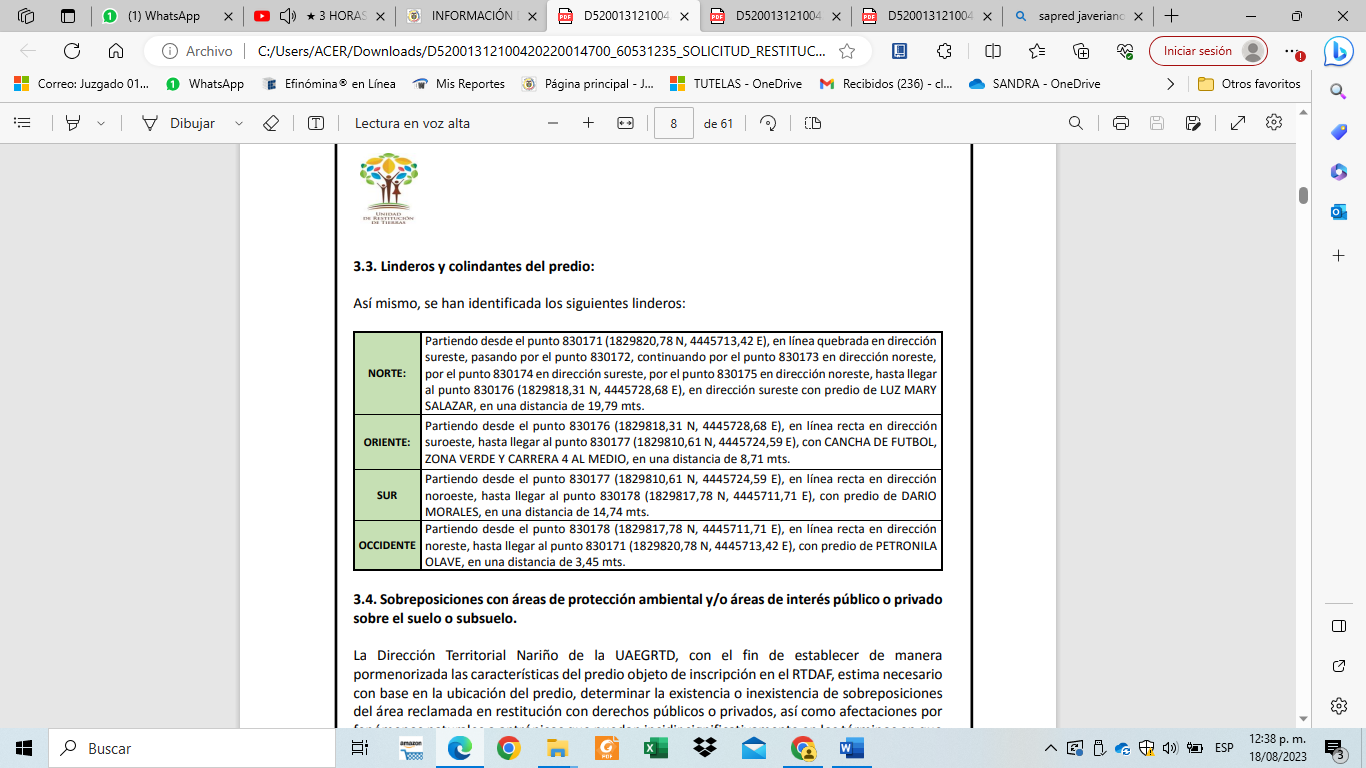 (1) WhatsApp
★ 3 HORAS
INFORMACIÓN
D520013121004
D520013121004
D520013121004
sapred javeriano
Archivo
C:/Users/ACER/Downloads/D52001312100420220014700_60531235_SOLICITUD_RESTITUC...
Iniciar sesión
Correo: Juzgado 01...
WhatsApp
Efinómina® en Línea
Mis Reportes
Página principal - J...
TUTELAS - OneDrive
Recibidos (236) - cl...
SANDRA - OneDrive
Otros favoritos
Dibujar
Lectura en voz alta
8
de 61
UNIDAD
DE RESTITUCIÓN
DE TIERRAS
3.3. Linderos y colindantes del predio:
Así mismo, se han identificada los siguientes linderos:
NORTE:
Partiendo desde el punto 830171 (1829820,78 N, 4445713,42 E), en línea quebrada en dirección
sureste, pasando por el punto 830172, continuando por el punto 830173 en dirección noreste,
por el punto 830174 en dirección sureste, por el punto 830175 en dirección noreste, hasta llegar
al punto 830176 (1829818,31 N, 4445728,68 E), en dirección sureste con predio de LUZ MARY
SALAZAR, en una distancia de 19,79 mts.
ORIENTE:
Partiendo desde el punto 830176 (1829818,31 N, 4445728,68 E), en línea recta en dirección
suroeste, hasta llegar al punto 830177 (1829810,61 N, 4445724,59 E), con CANCHA DE FUTBOL,
ZONA VERDE Y CARRERA 4 AL MEDIO, en una distancia de 8,71 mts.
SUR
Partiendo desde el punto 830177 (1829810,61 N, 4445724,59 E), en línea recta en dirección
noroeste, hasta llegar al punto 830178 (1829817,78 N, 4445711,71 E), con predio de DARIO
MORALES, en una distancia de 14,74 mts.
OCCIDENTE
Partiendo desde el punto 830178 (1829817,78 N, 4445711,71 E), en línea recta en dirección
noreste, hasta llegar al punto 830171 (1829820,78 N, 4445713,42 E), con predio de PETRONILA
OLAVE, en una distancia de 3,45 mts.
3.4. Sobreposiciones con áreas de protección ambiental y/o áreas de interés público o privado
sobre el suelo o subsuelo.
La Dirección Territorial Nariño de la UAEGRTD, con el fin de establecer de manera
pormenorizada las características del predio objeto de inscripción en el RTDAF, estima necesario
con base en la ubicación del predio, determinar la existencia o inexistencia de sobreposiciones
del área reclamada en restitución con derechos públicos o privados, así como afectaciones por
Buscar
ESP
12:38 p. m.
18/08/2023
3